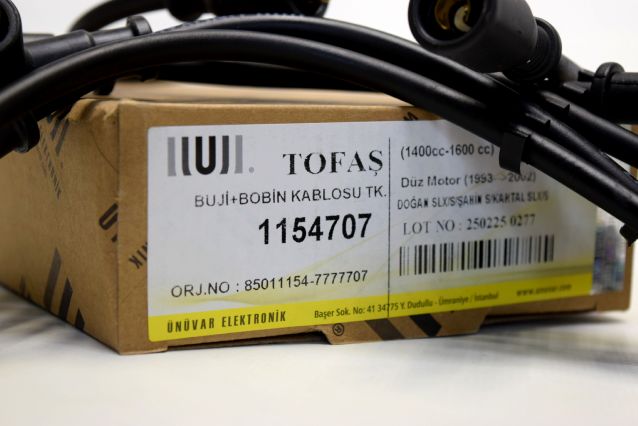 IUI.
TOFAŞ
BUJİ+BOBİN KABLOSU TK.
1154707
ORJ.NO : 85011154-7777707
(1400cc-1600 cc)
Düz Motor (1993-2002)
DOĞAN SLX/S/ŞAHİN S/KARTAL SLX/S
LOT NO : 250225 0277
ÜNÜVAR ELEKTRONİK
Başer Sok. No: 41 34775 Y. Dudullu - Ümraniye / İstanbul
www.unuvar.com